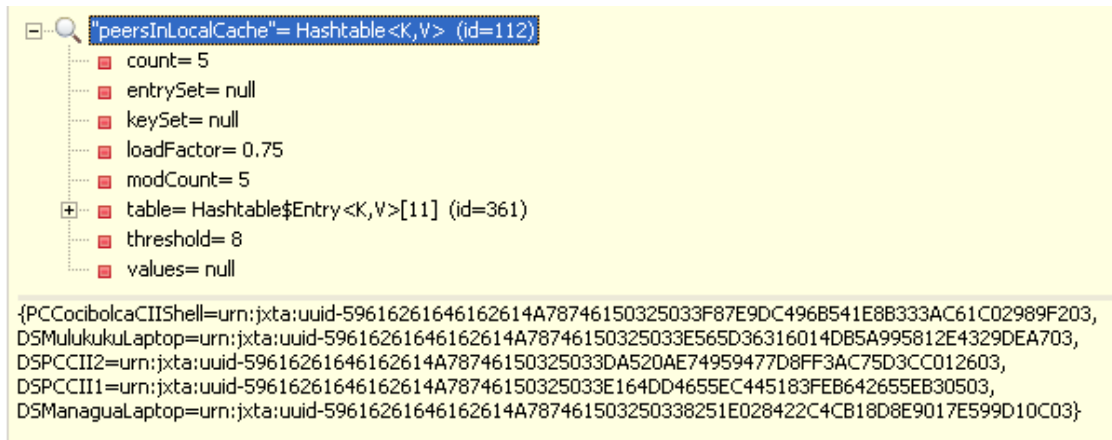 "peersInLocalCache"= Hashtable<K,V> (id=112)
count= 5
entrySet= null
keySet= null
loadFactor= 0.75
modCount= 5
table= Hashtable$Entry<K,V>[11] (id=361)
threshold= 8
values= null
{PCCocibolcaCIIShell=urn:jxta:uuid-59616261646162614A78746150325033F87E9DC496B541E8B333AC61C02989F203,
DSMulukukuLaptop=urn:jxta:uuid-59616261646162614A78746150325033E565D36316014DB5A995812E4329DEA703,
DSPCCII2=urn:jxta:uuid-59616261646162614A78746150325033DA520AE74959477D8FF3AC75D3CC012603,
DSPCCII1=urn:jxta:uuid-59616261646162614A78746150325033E164DD4655EC445183FEB642655EB30503,
DSManaguaLaptop=urn:jxta:uuid-59616261646162614A787461503250338251E028422C4CB18D8E9017E599D10C03}